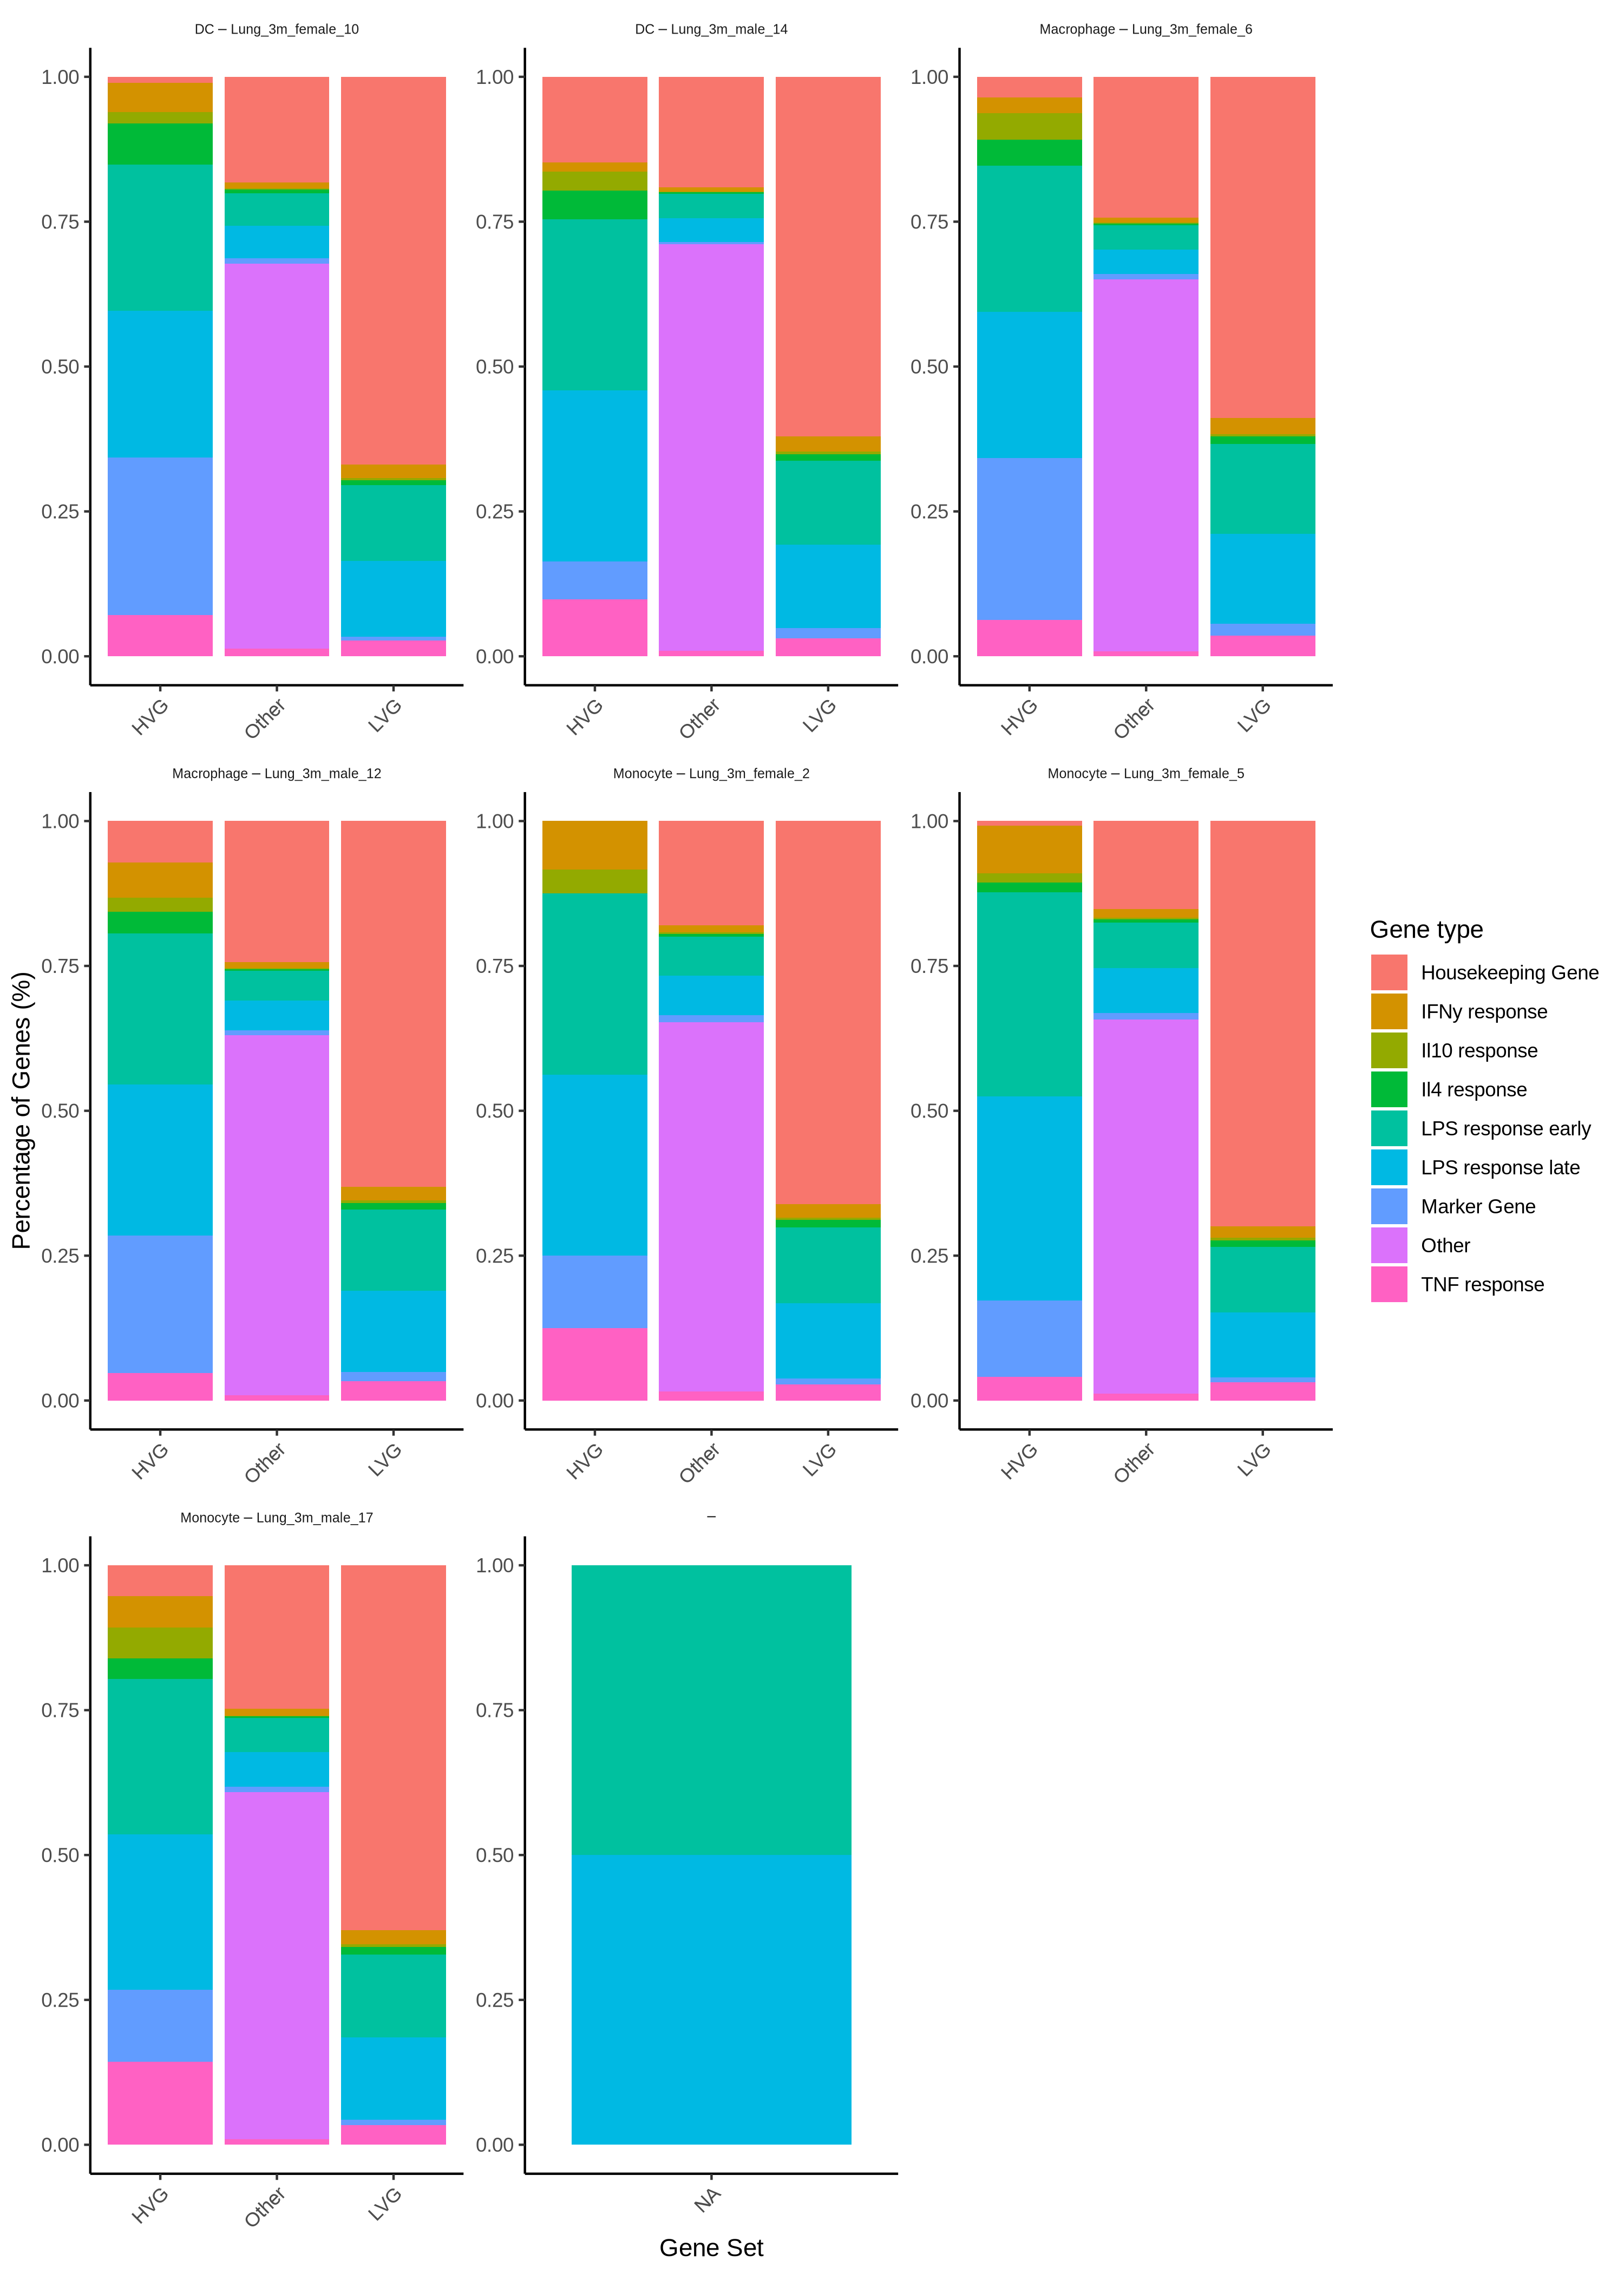 DC – Lung_3m_female_10
DC – Lung_3m_male_14
Macrophage – Lung_3m_female_6
1.00
0.75
0.50
0.25
0.00
1.00
0.75
0.50
0.25
0.00
1.00
0.75
0.50
0.25
0.00
HVG
Other
LVG
HVG
Other
LVG
HVG
Other
LVG
Macrophage – Lung_3m_male_12
Monocyte – Lung_3m_female_2
Monocyte – Lung_3m_female_5
1.00
0.75
0.50
0.25
0.00
1.00
0.75
0.50
0.25
0.00
1.00
0.75
0.50
0.25
0.00
HVG
Other
LVG
HVG
Other
LVG
HVG
Other
LVG
Monocyte – Lung_3m_male_17
–
1.00
0.75
0.50
0.25
0.00
1.00
0.75
0.50
0.25
0.00
HVG
Other
LVG
NA
Gene Set
Percentage of Genes (%)
Gene type
Housekeeping Gene
IFNy response
Il10 response
Il4 response
LPS response early
LPS response late
Marker Gene
Other
TNF response